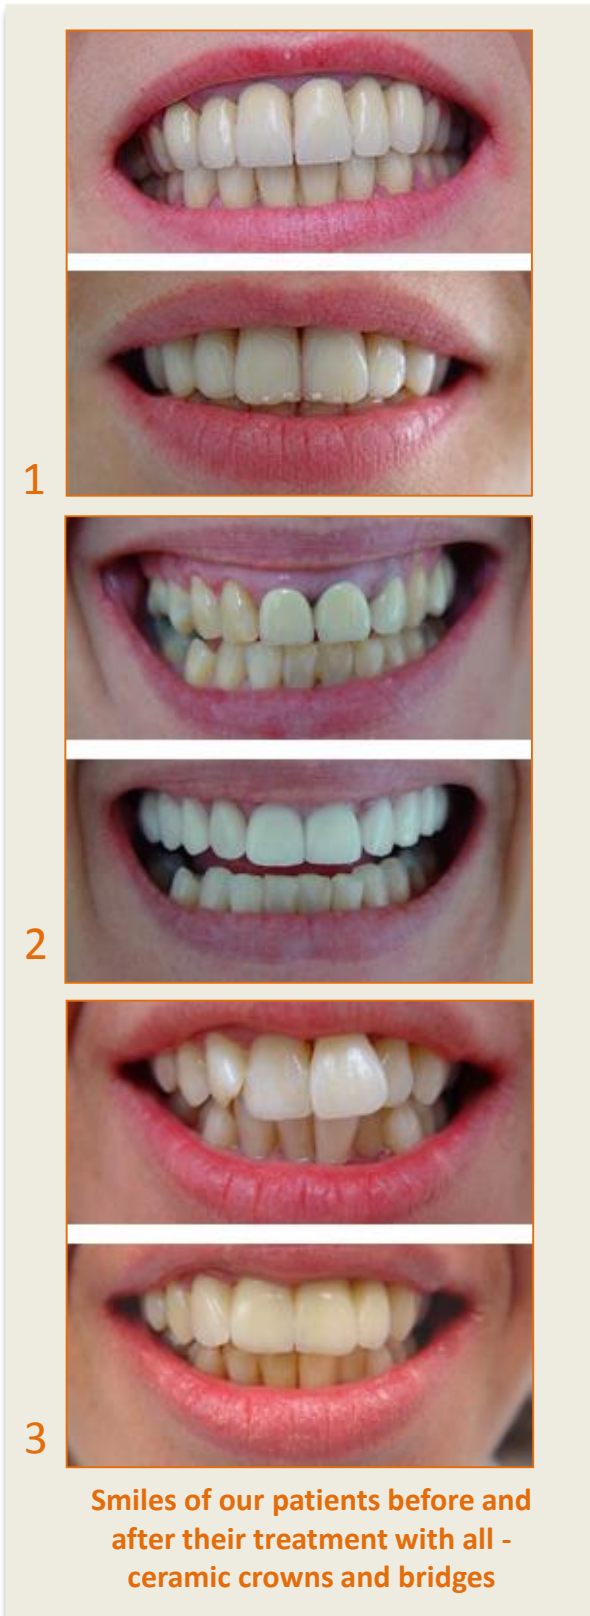 1
2
3
Smiles of our patients before and
after their treatment with all -
ceramic crowns and bridges